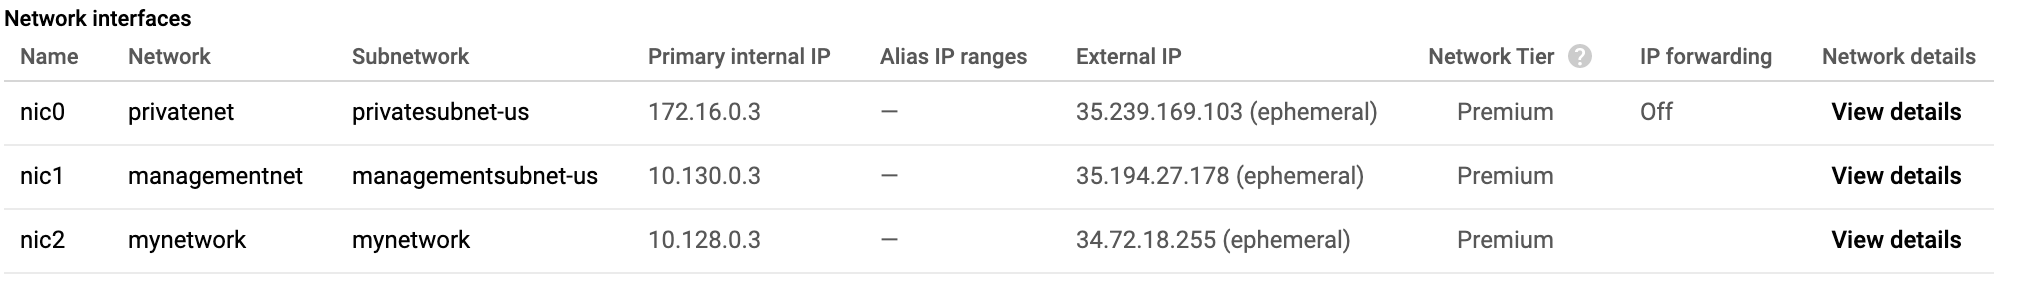 Network interfaces
Name Network Subnetwork Primary internal IP Alias IP ranges External IP Network Tier ? IP forwarding Network details
nic0 privatenet privatesubnet-us 172.16.0.3 — 35.239.169.103 (ephemeral) Premium Off View details
nic1 managementnet managementsubnet-us 10.130.0.3 — 35.194.27.178 (ephemeral) Premium View details
nic2 mynetwork mynetwork 10.128.0.3 — 34.72.18.255 (ephemeral) Premium View details